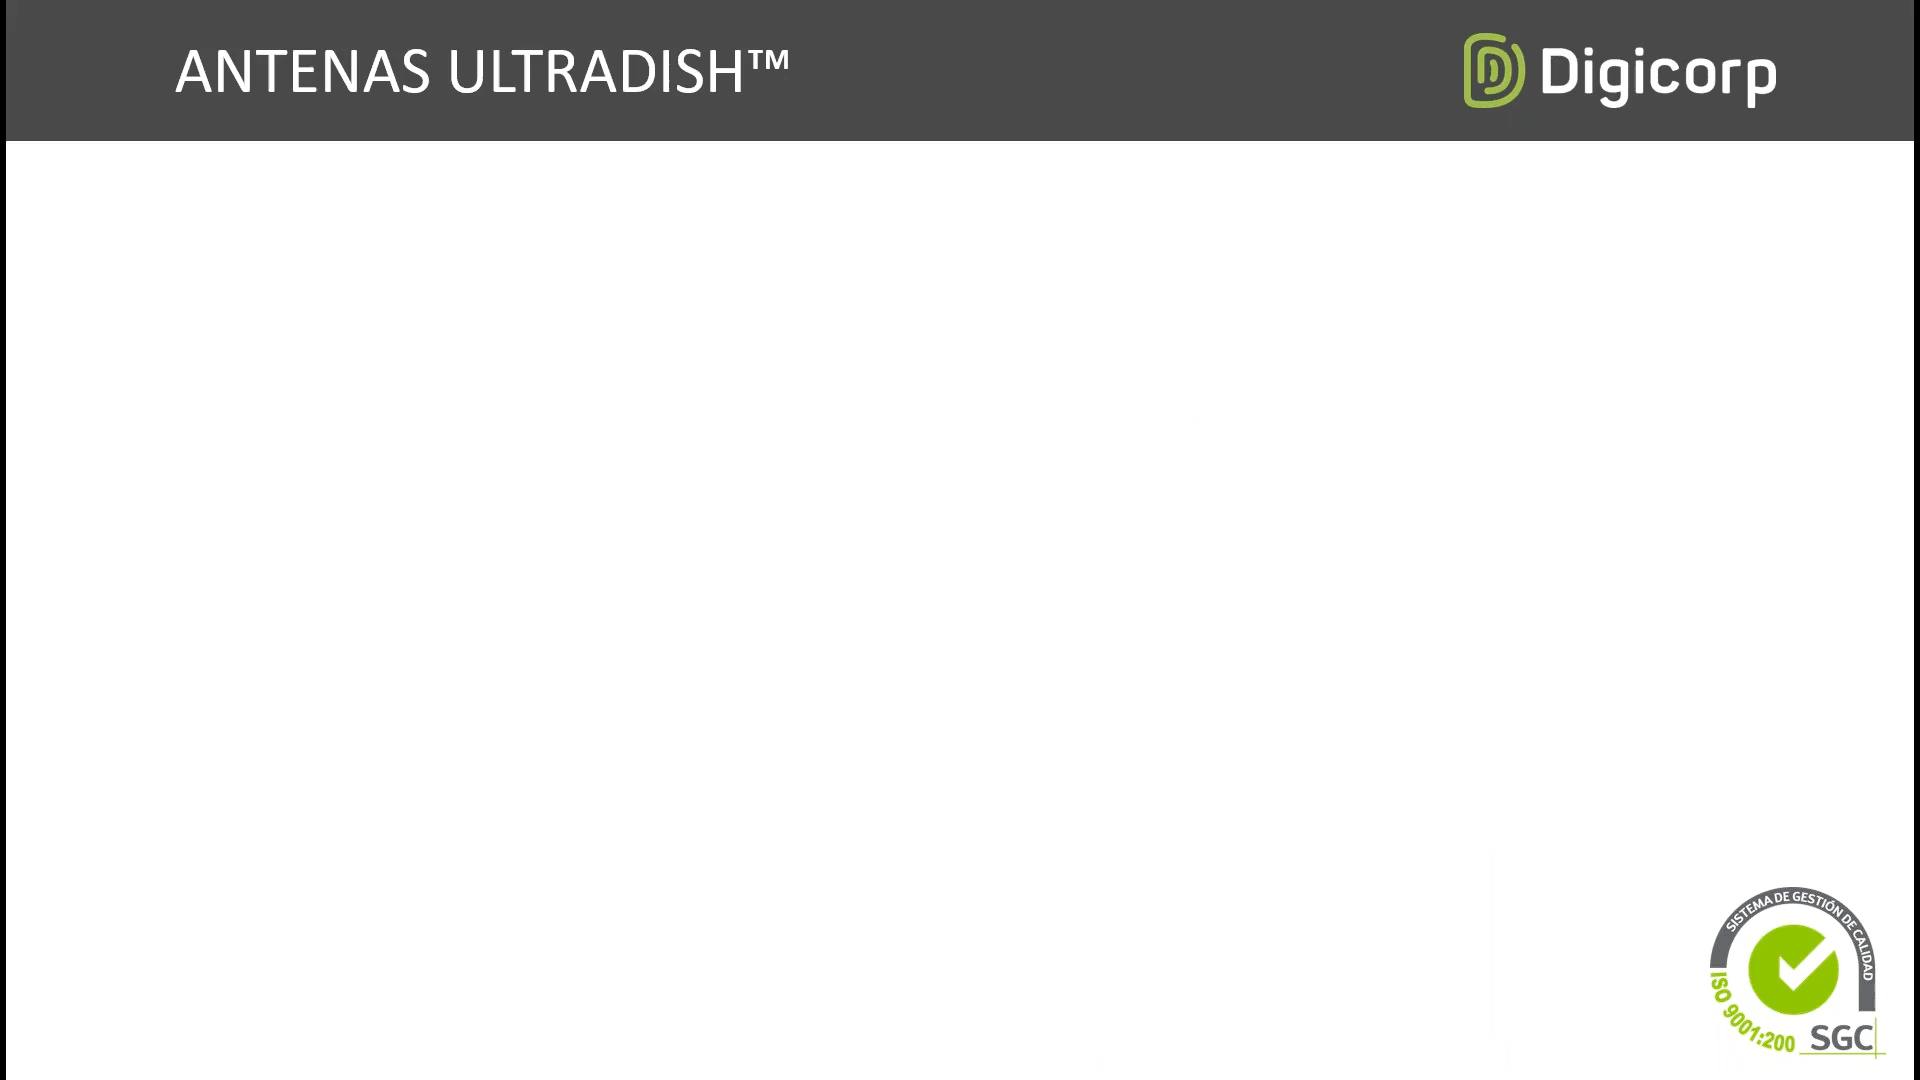 ANTENAS ULTRADISH™
Digicorp
SISTEMA DE GESTIÓN DE CALIDAD
ISO 9001:200
SGC